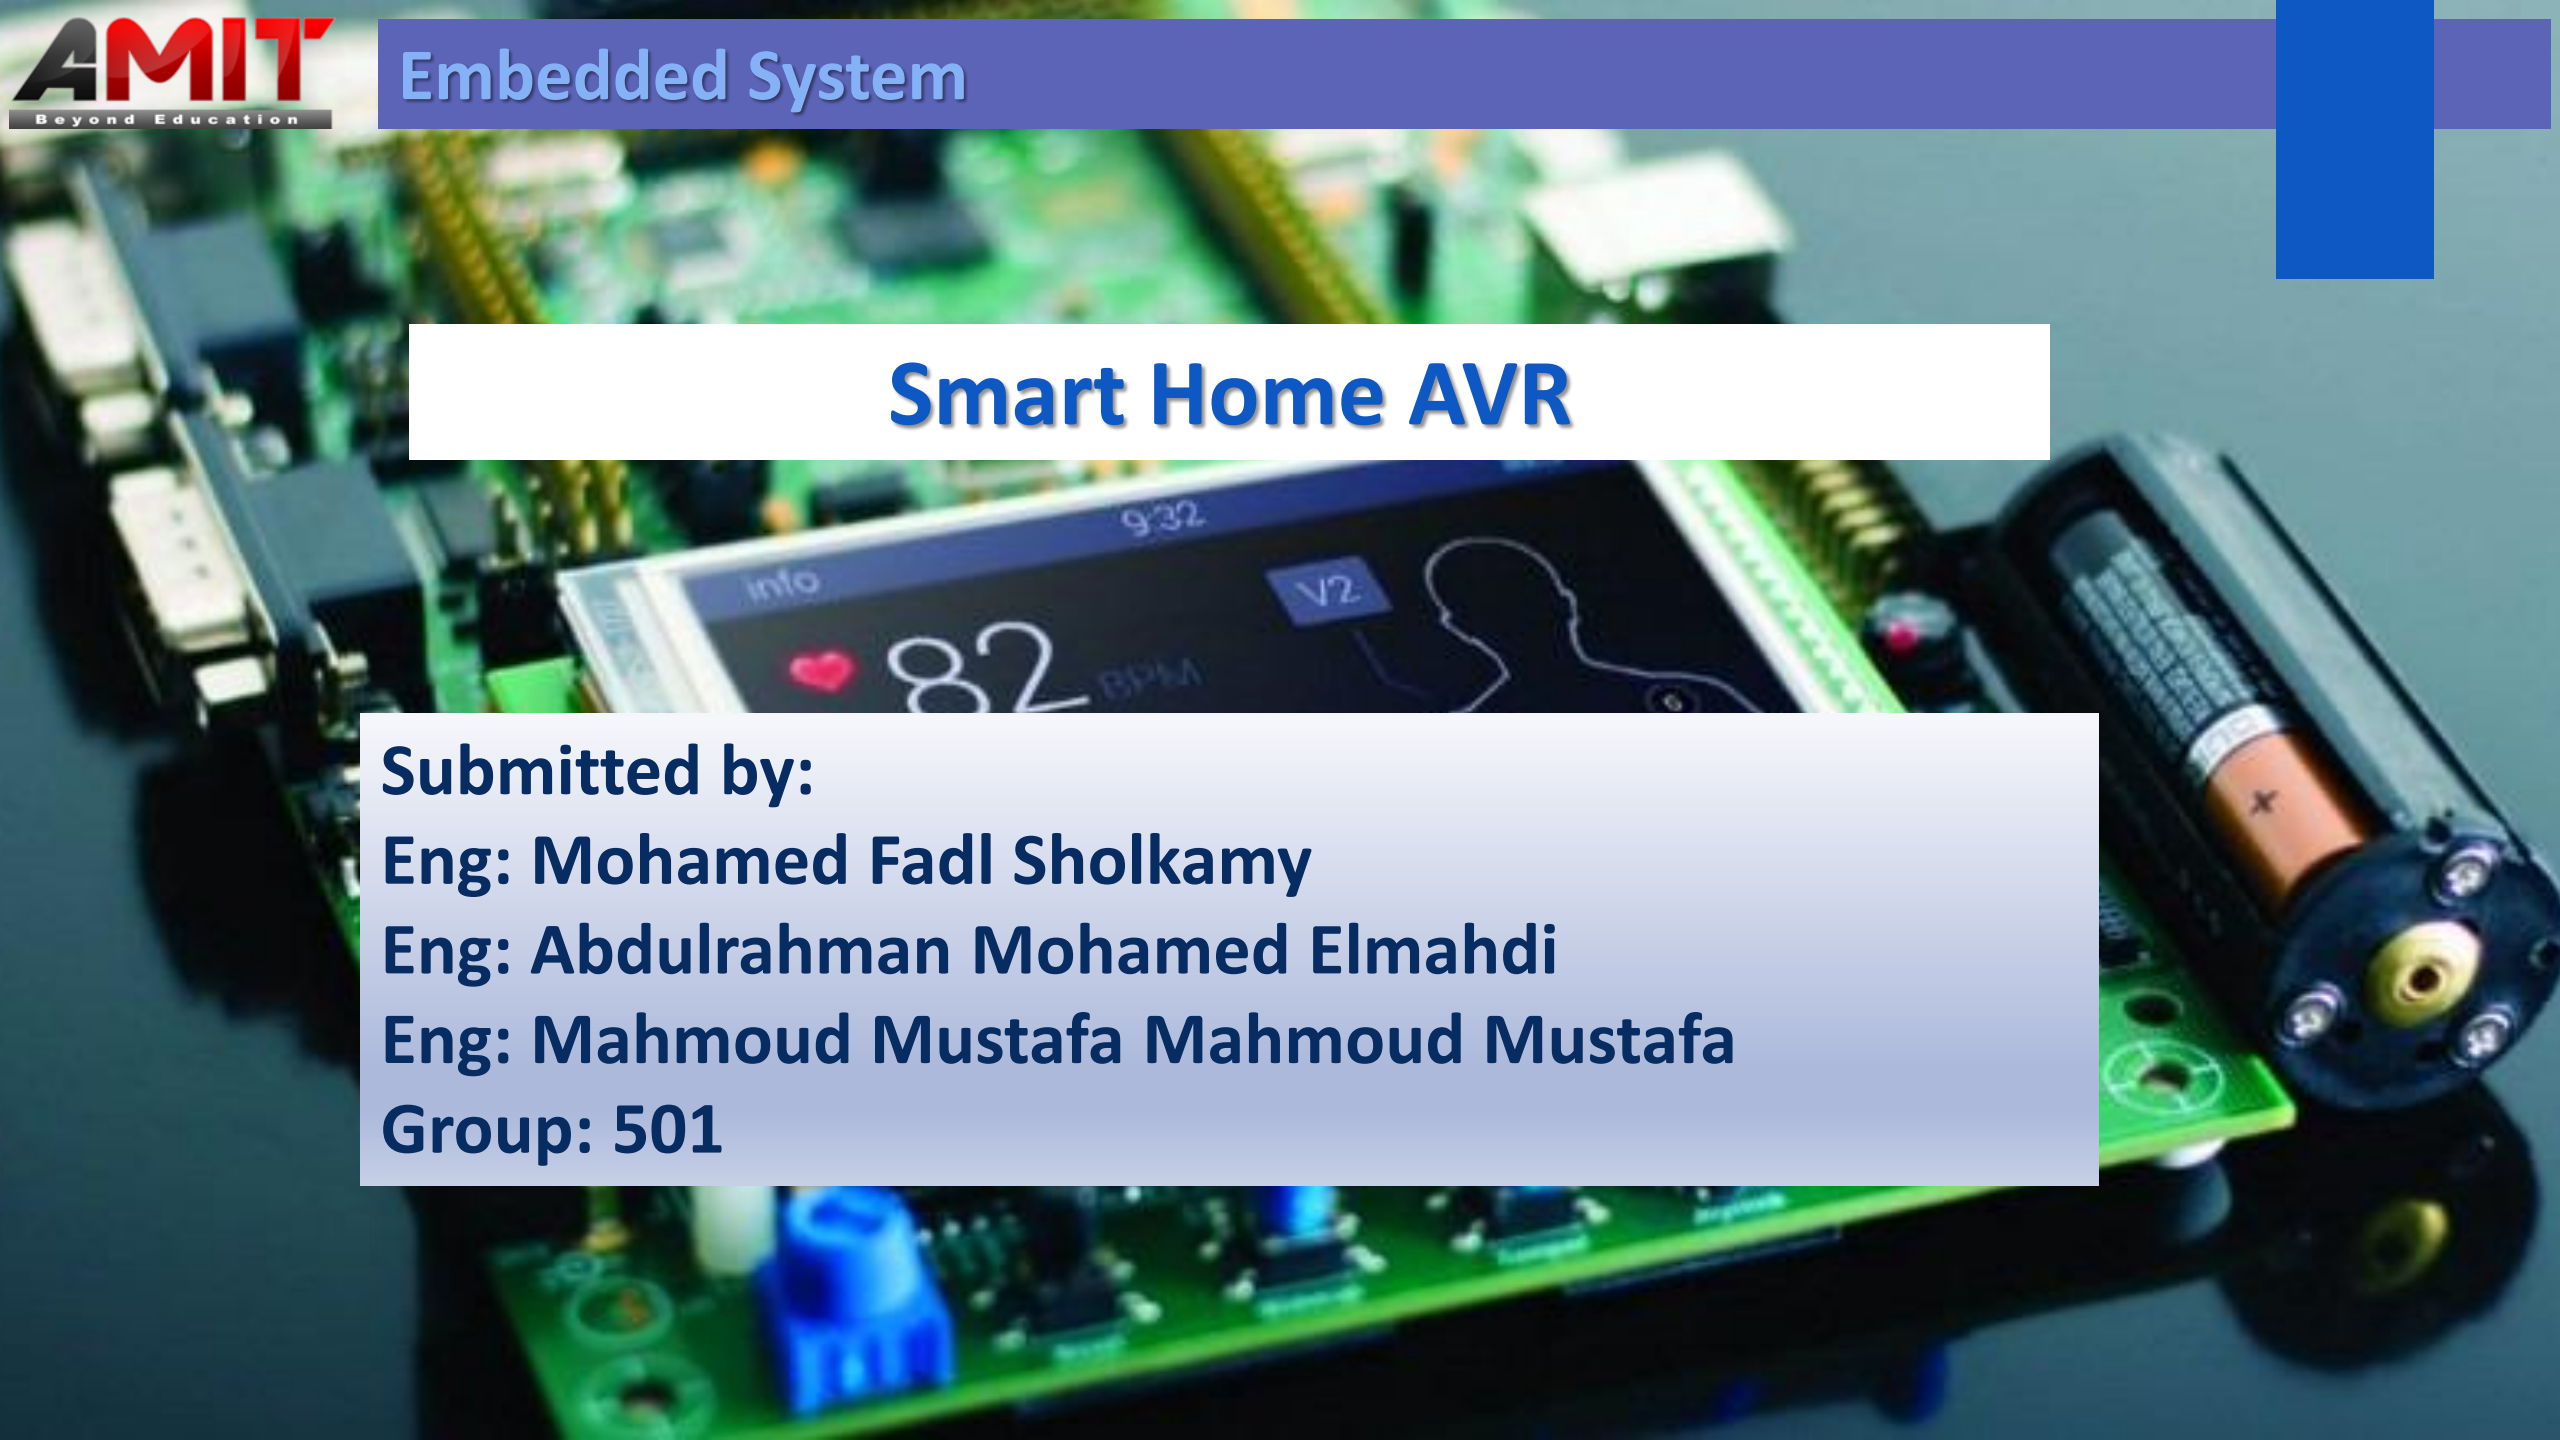 AMIT
Beyond Education
Embedded System
Smart Home AVR
9:32
info
V2
82
BPM
Submitted by:
Eng: Mohamed Fadl Sholkamy
Eng: Abdulrahman Mohamed Elmahdi
Eng: Mahmoud Mustafa Mahmoud Mustafa
Group: 501
+